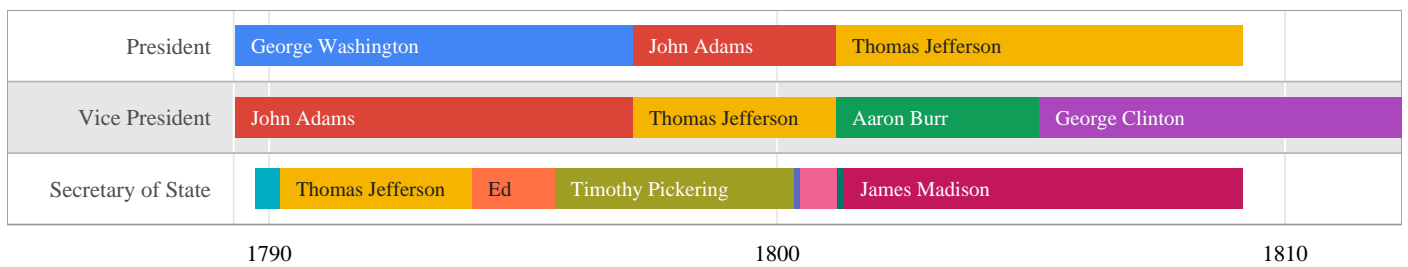 President George Washington John Adams Thomas Jefferson
Vice President John Adams Thomas Jefferson Aaron Burr George Clinton
Secretary of State Thomas Jefferson Ed Timothy Pickering James Madison
1790 1800 1810